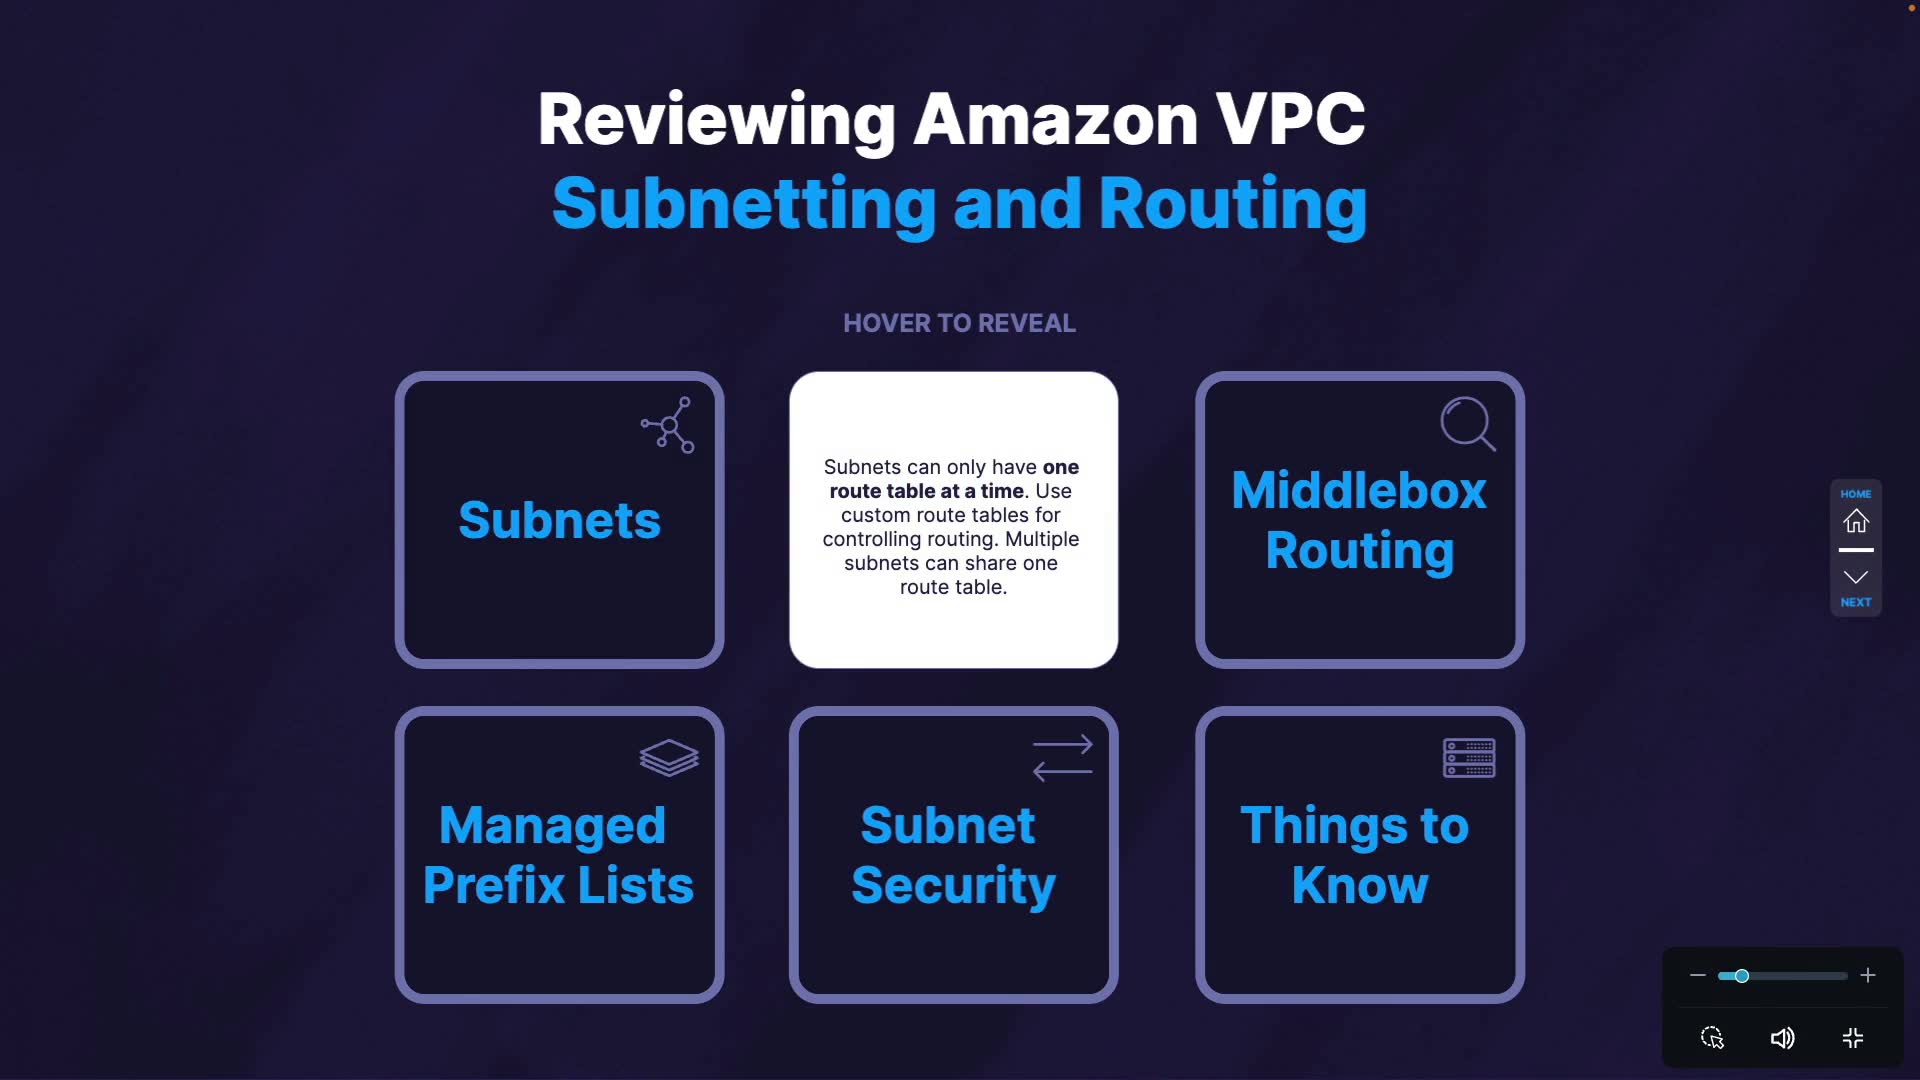 Reviewing Amazon VPC
Subnetting and Routing
HOVER TO REVEAL
Subnets
Subnets can only have one
route table at a time. Use
custom route tables for
controlling routing. Multiple
subnets can share one
route table.
Middlebox
Routing
Managed
Prefix Lists
Subnet
Security
Things to
Know
HOME
NEXT